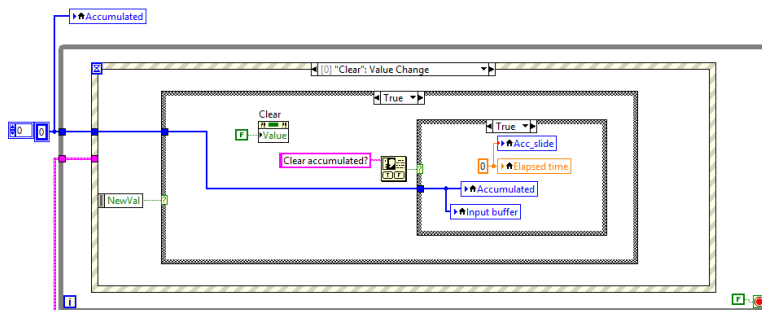 Accumulated
[0] "Clear": Value Change
True
Clear
True
F
Value
Acc_slide
0
0
Clear accumulated?
0
Elapsed time
T F
?
Accumulated
NewVal
?
Input buffer
i
F